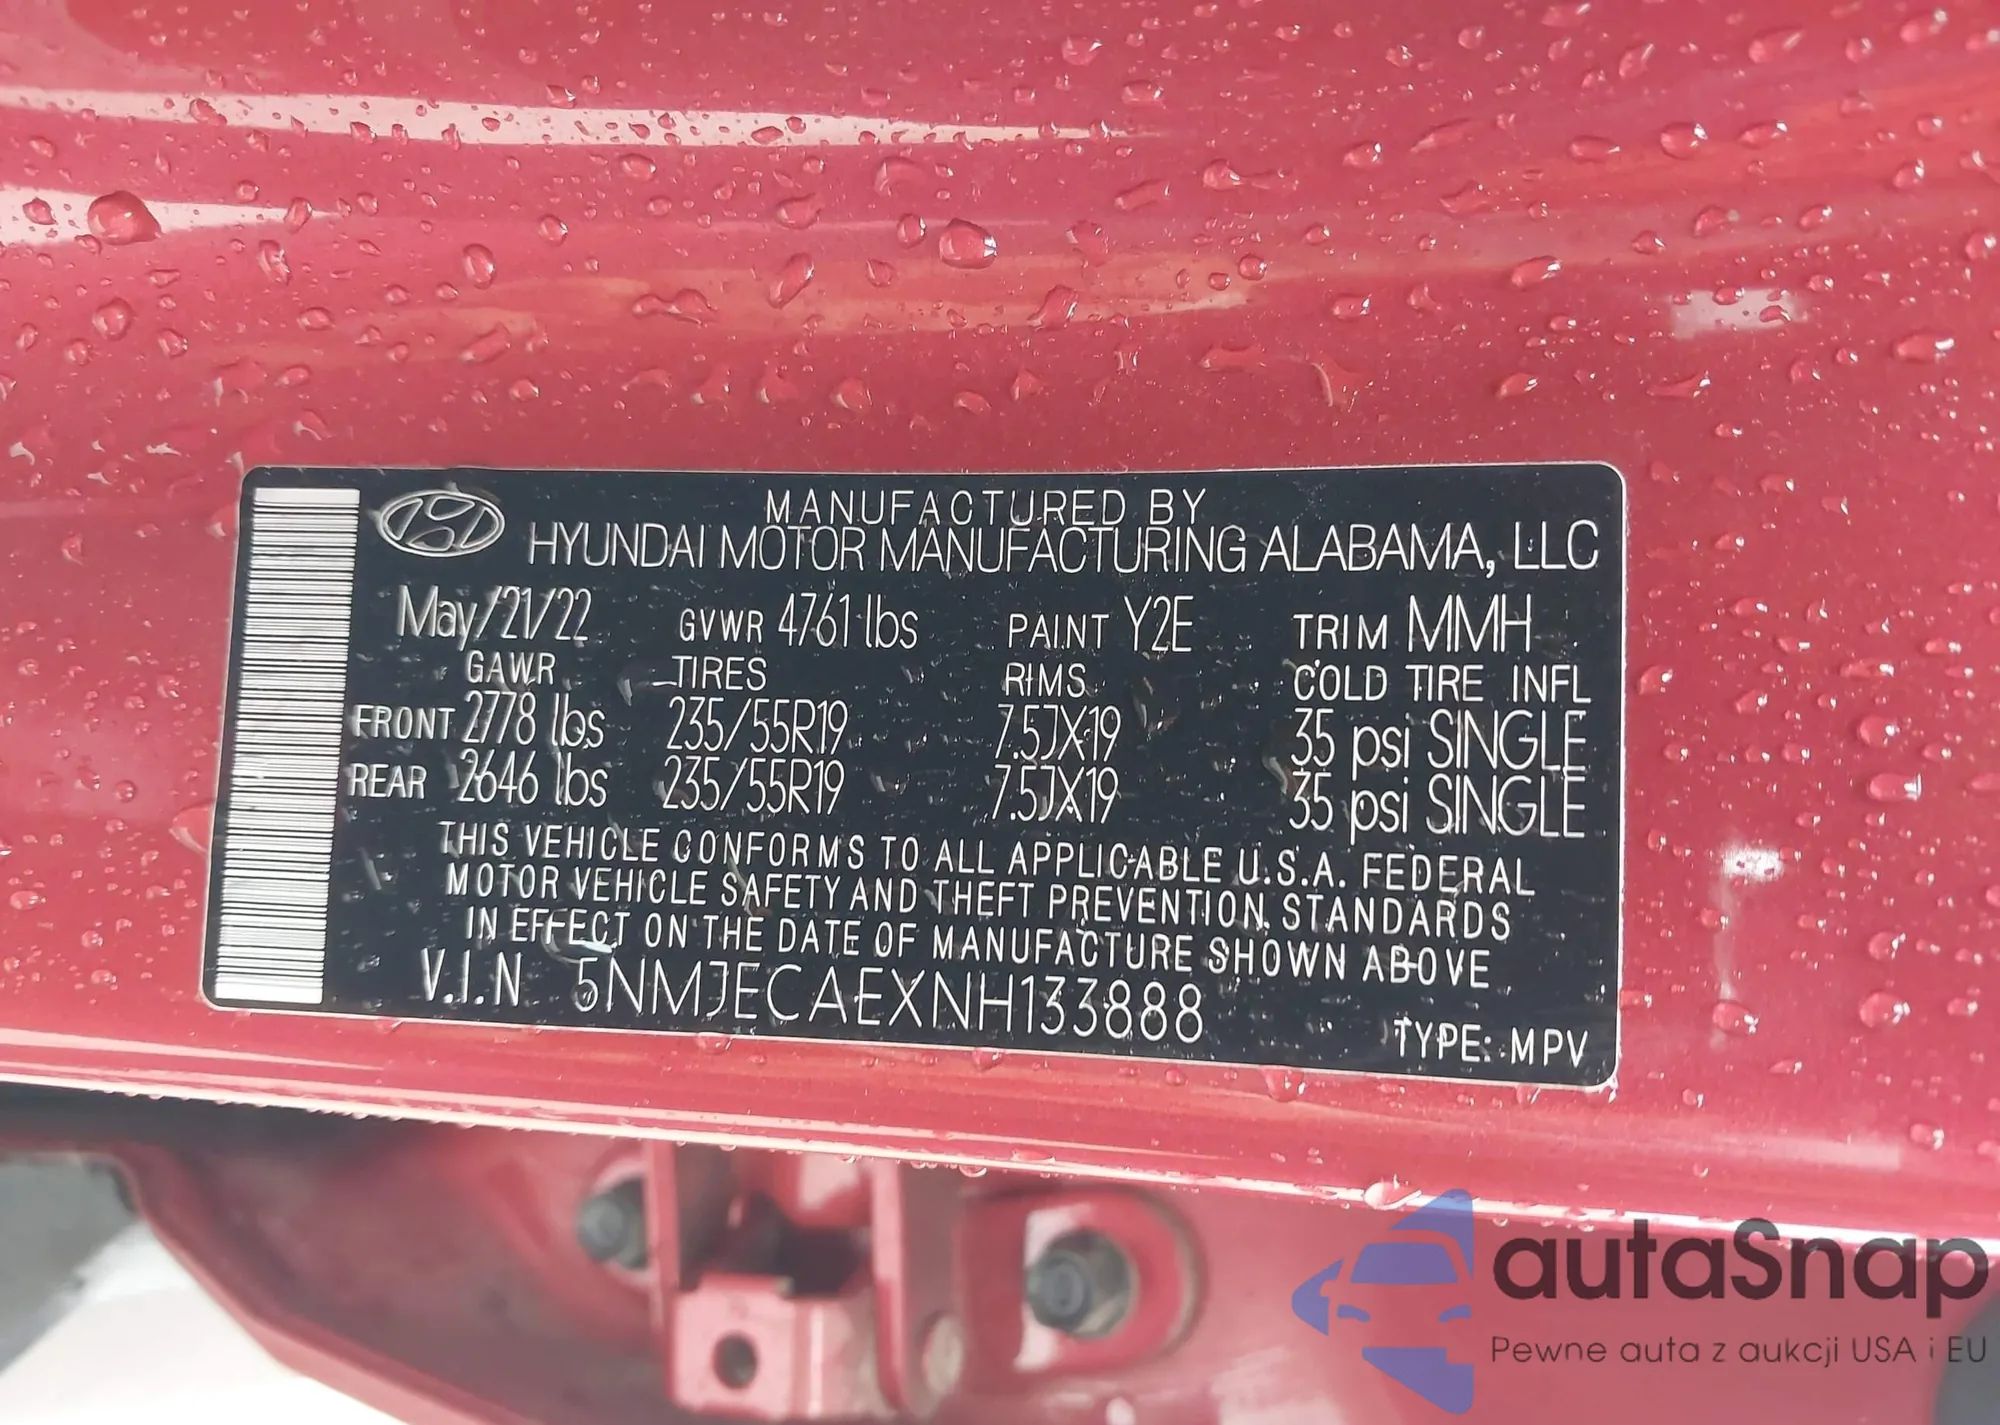 MANUFACTURED BY
HYUNDAI MOTOR MANUFACTURING ALABAMA, LLC
May/21/22 GVWR 4761 lbs PAINT Y2E TRIM MMH
GAWR TIRES RIMS COLD TIRE INFL
FRONT 2778 lbs 235/55R19 7.5JX19 35 psi SINGLE
REAR 2646 lbs 235/55R19 7.5JX19 35 psi SINGLE
THIS VEHICLE CONFORMS TO ALL APPLICABLE U.S.A. FEDERAL
MOTOR VEHICLE SAFETY AND THEFT PREVENTION STANDARDS
IN EFFECT ON THE DATE OF MANUFACTURE SHOWN ABOVE
V.I.N 5NMJECAEXNH133888
TYPE: MPV
autaSnap
Pewne auta z aukcji USA i EU